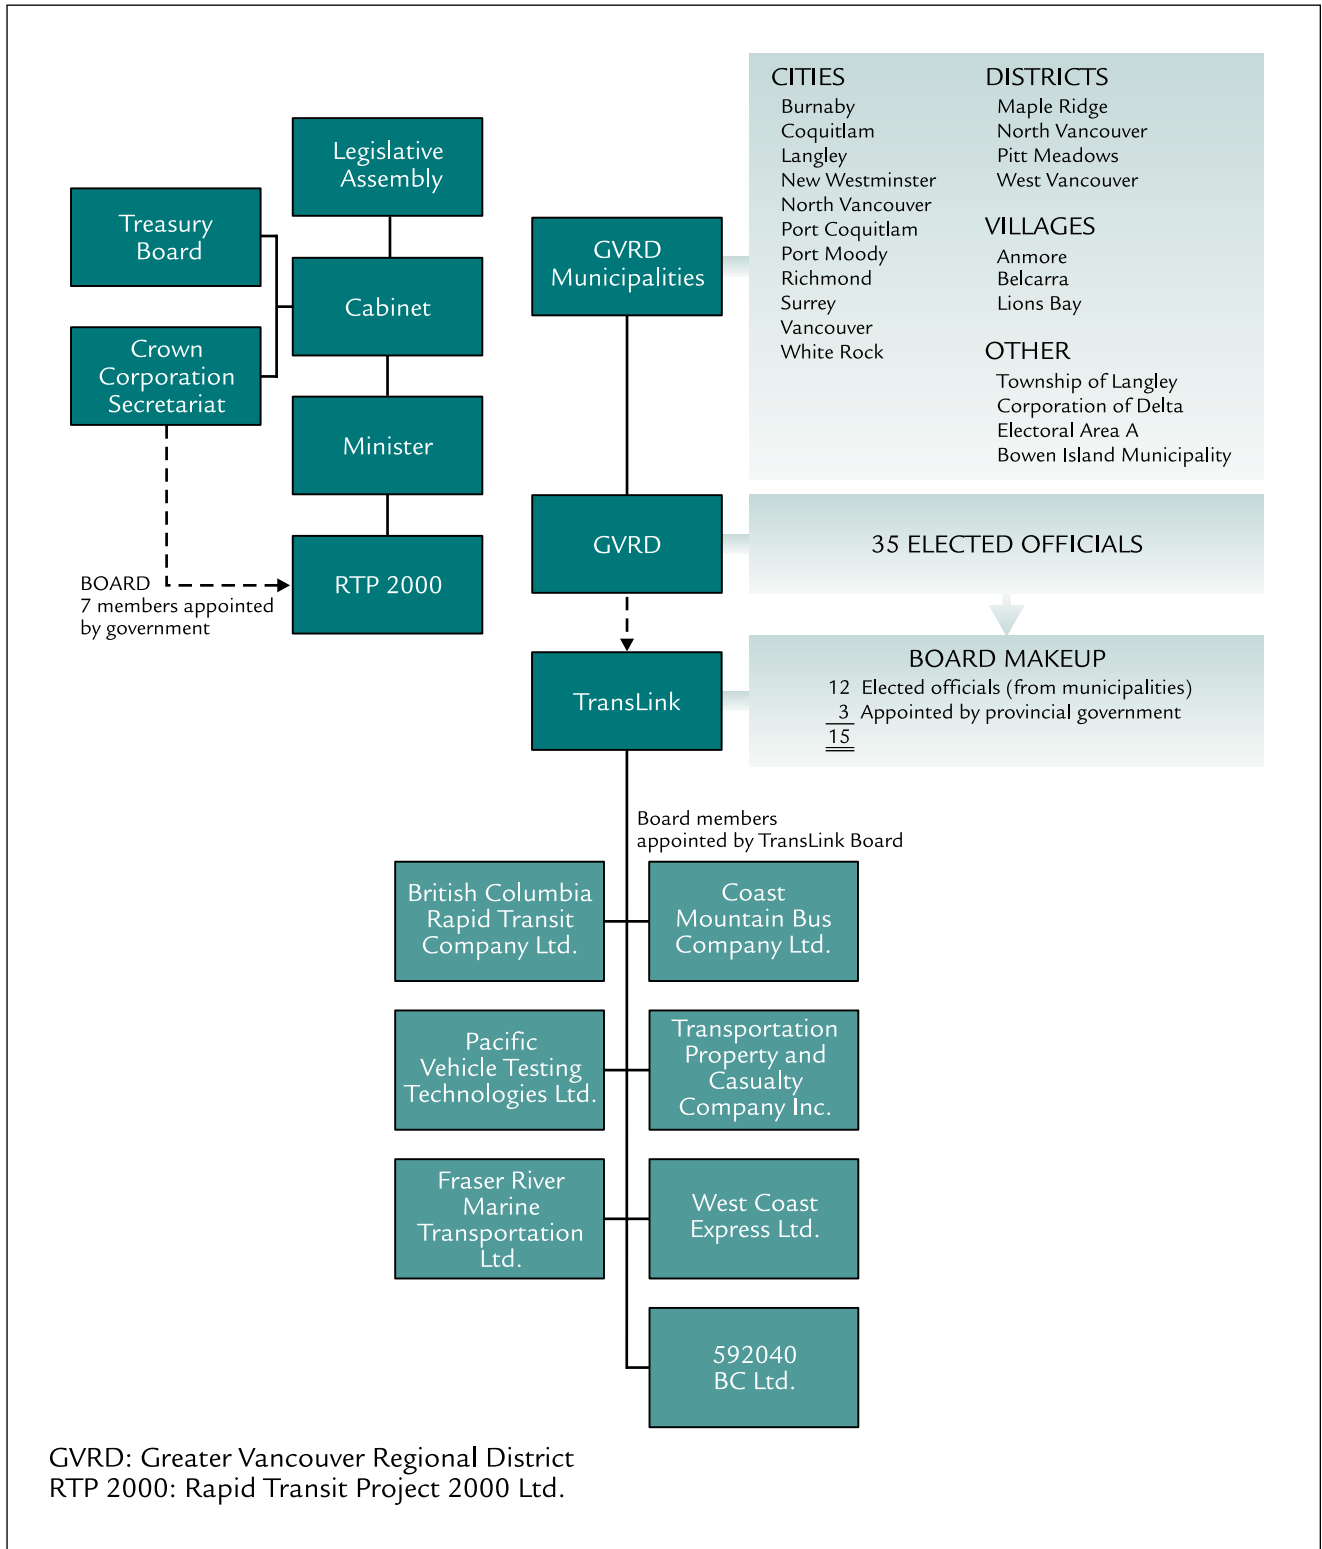 Legislative
Assembly
Treasury
Board
Cabinet
Crown
Corporation
Secretariat
Minister
BOARD
7 members appointed
by government
RTP 2000
GVRD
Municipalities
CITIES
Burnaby
Coquitlam
Langley
New Westminster
North Vancouver
Port Coquitlam
Port Moody
Richmond
Surrey
Vancouver
White Rock
DISTRICTS
Maple Ridge
North Vancouver
Pitt Meadows
West Vancouver
VILLAGES
Anmore
Belcarra
Lions Bay
OTHER
Township of Langley
Corporation of Delta
Electoral Area A
Bowen Island Municipality
GVRD
35 ELECTED OFFICIALS
TransLink
BOARD MAKEUP
12 Elected officials (from municipalities)
3 Appointed by provincial government
15
Board members
appointed by TransLink Board
British Columbia
Rapid Transit
Company Ltd.
Coast
Mountain Bus
Company Ltd.
Pacific
Vehicle Testing
Technologies Ltd.
Transportation
Property and
Casualty
Company Inc.
Fraser River
Marine
Transportation
Ltd.
West Coast
Express Ltd.
592040
BC Ltd.
GVRD: Greater Vancouver Regional District
RTP 2000: Rapid Transit Project 2000 Ltd.